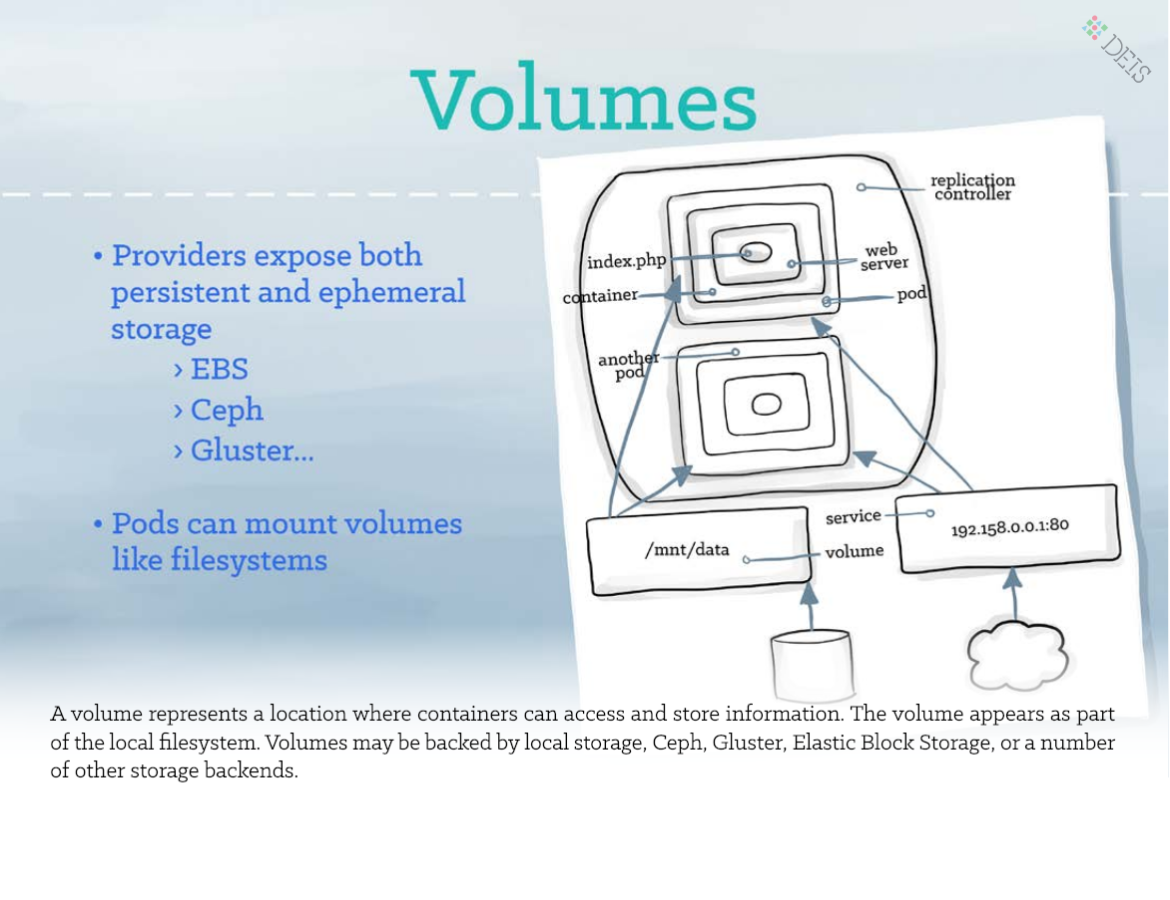 DEIS
Volumes
• Providers expose both
persistent and ephemeral
storage
› EBS
› Ceph
› Gluster...
• Pods can mount volumes
like filesystems
replication
controller
index.php
web
server
container
pod
another
pod
service
192.158.0.0.1:80
/mnt/data
volume
A volume represents a location where containers can access and store information. The volume appears as part
of the local filesystem. Volumes may be backed by local storage, Ceph, Gluster, Elastic Block Storage, or a number
of other storage backends.